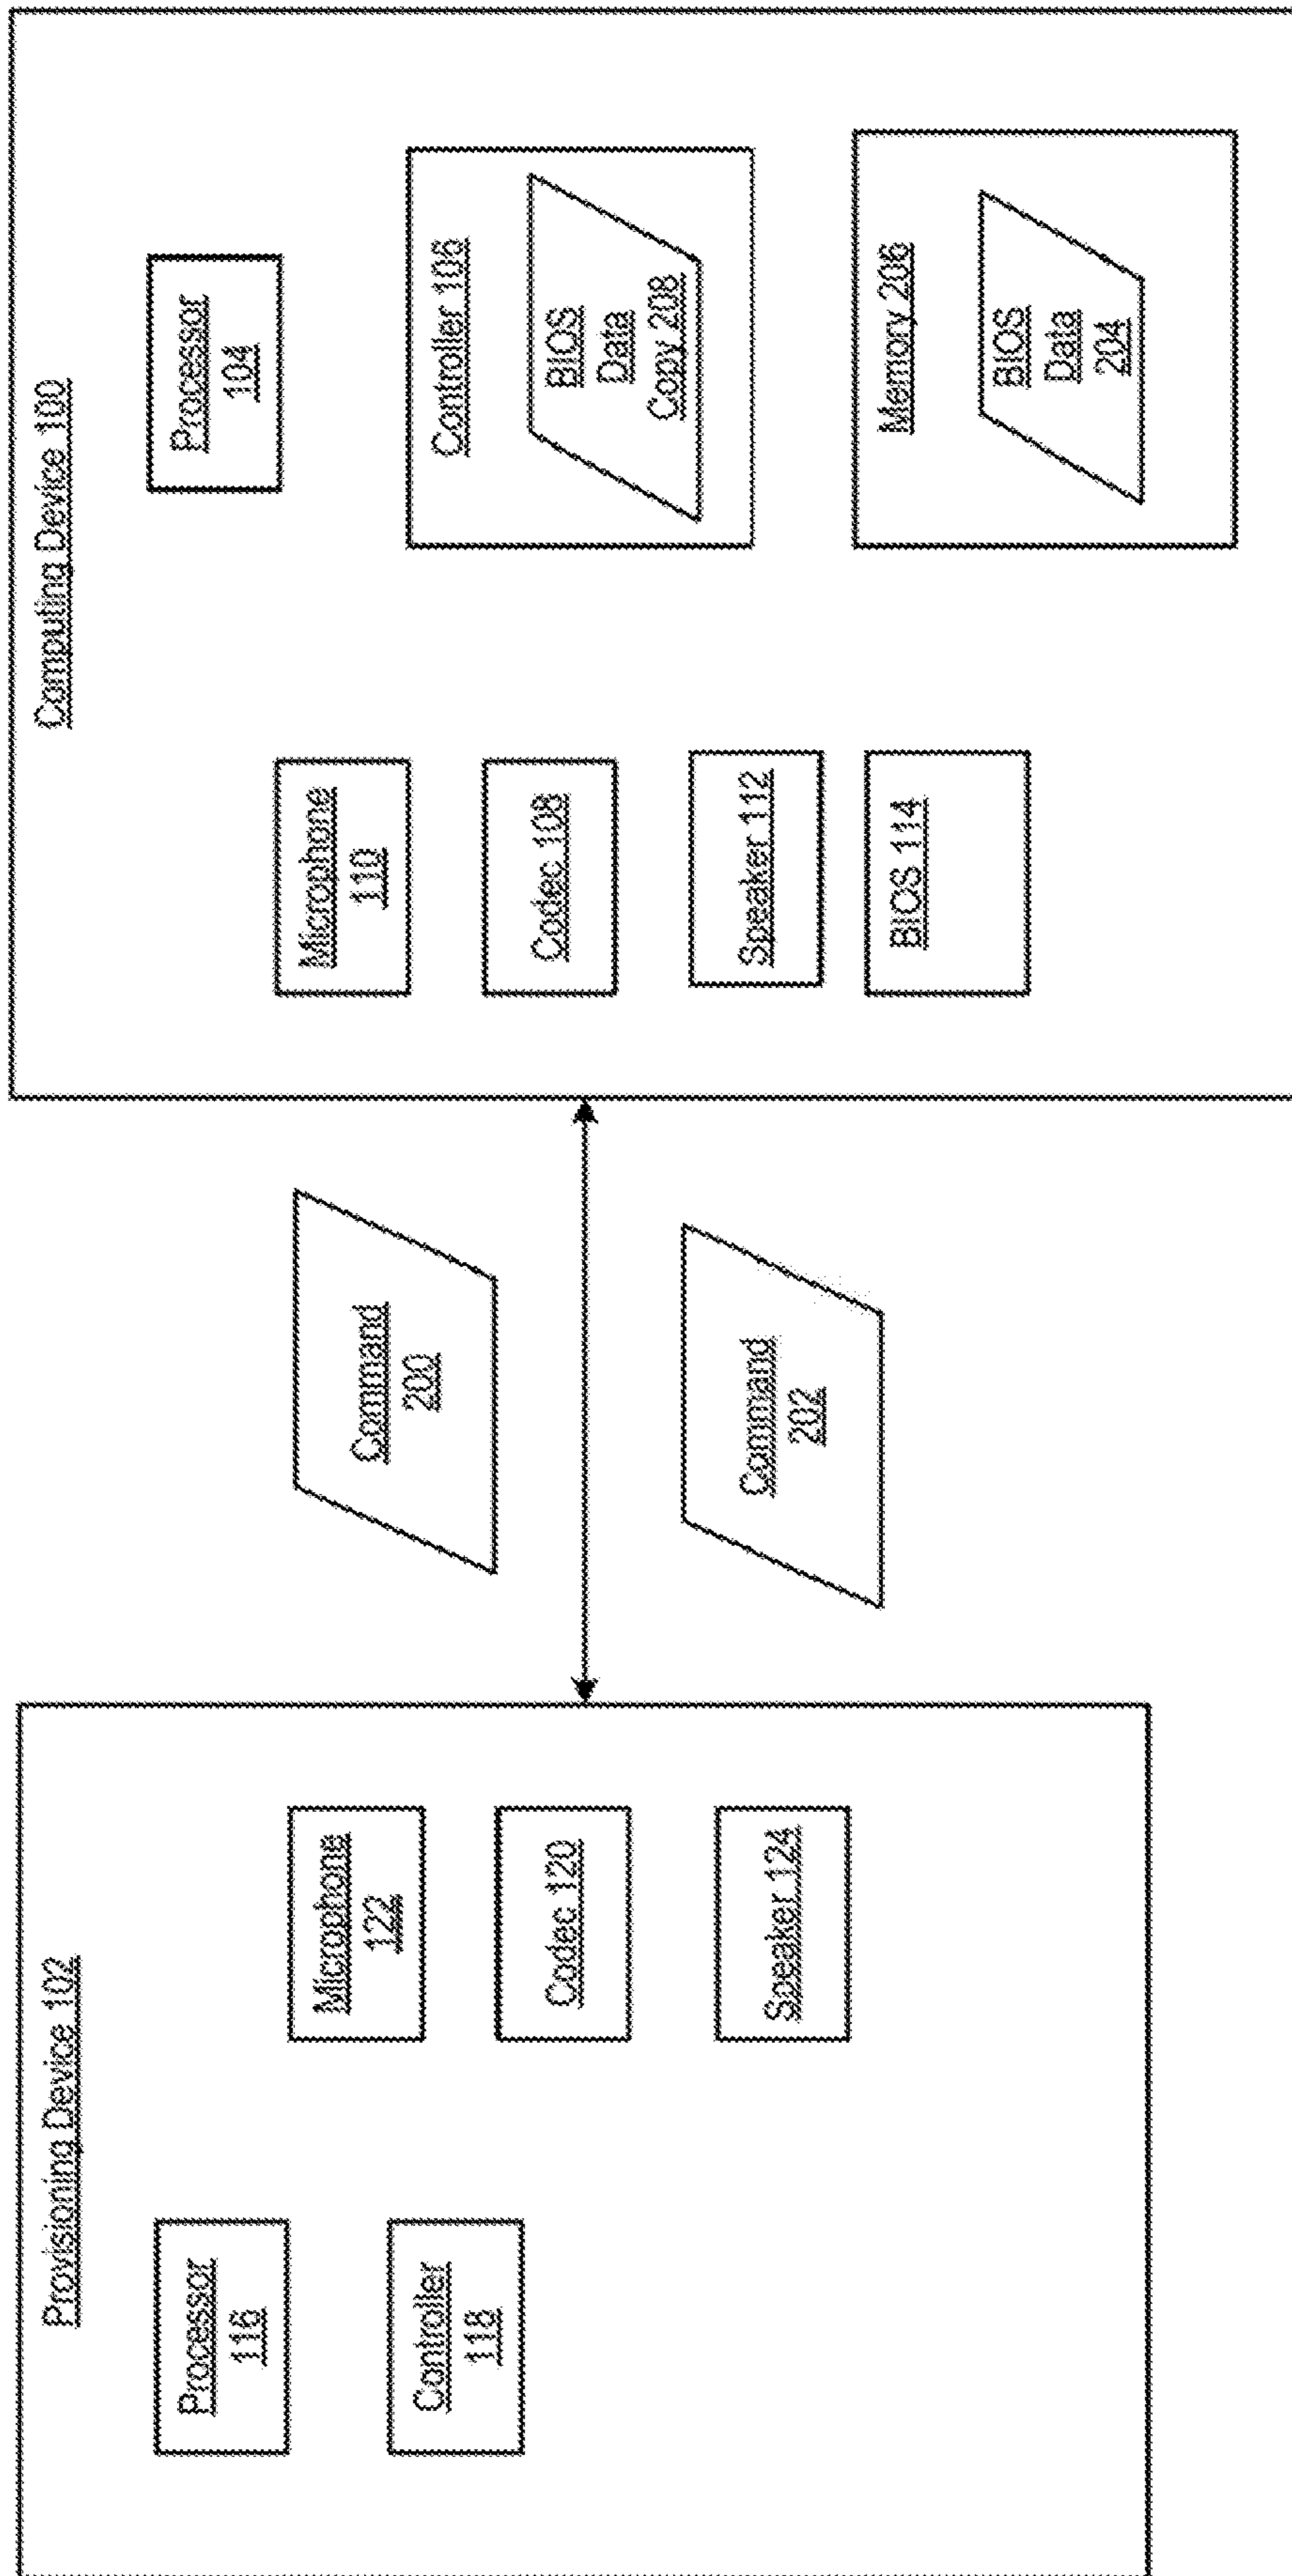 Provisioning Device 102
Processor
116
Controller
118
Microphone
122
Codec 120
Speaker 124
Command
200
Command
202
Computing Device 100
Microphone
110
Codec 108
Speaker 112
BIOS 114
Processor
104
Controller 106
BIOS
Data
Copy 208
Memory 206
BIOS
Data
204